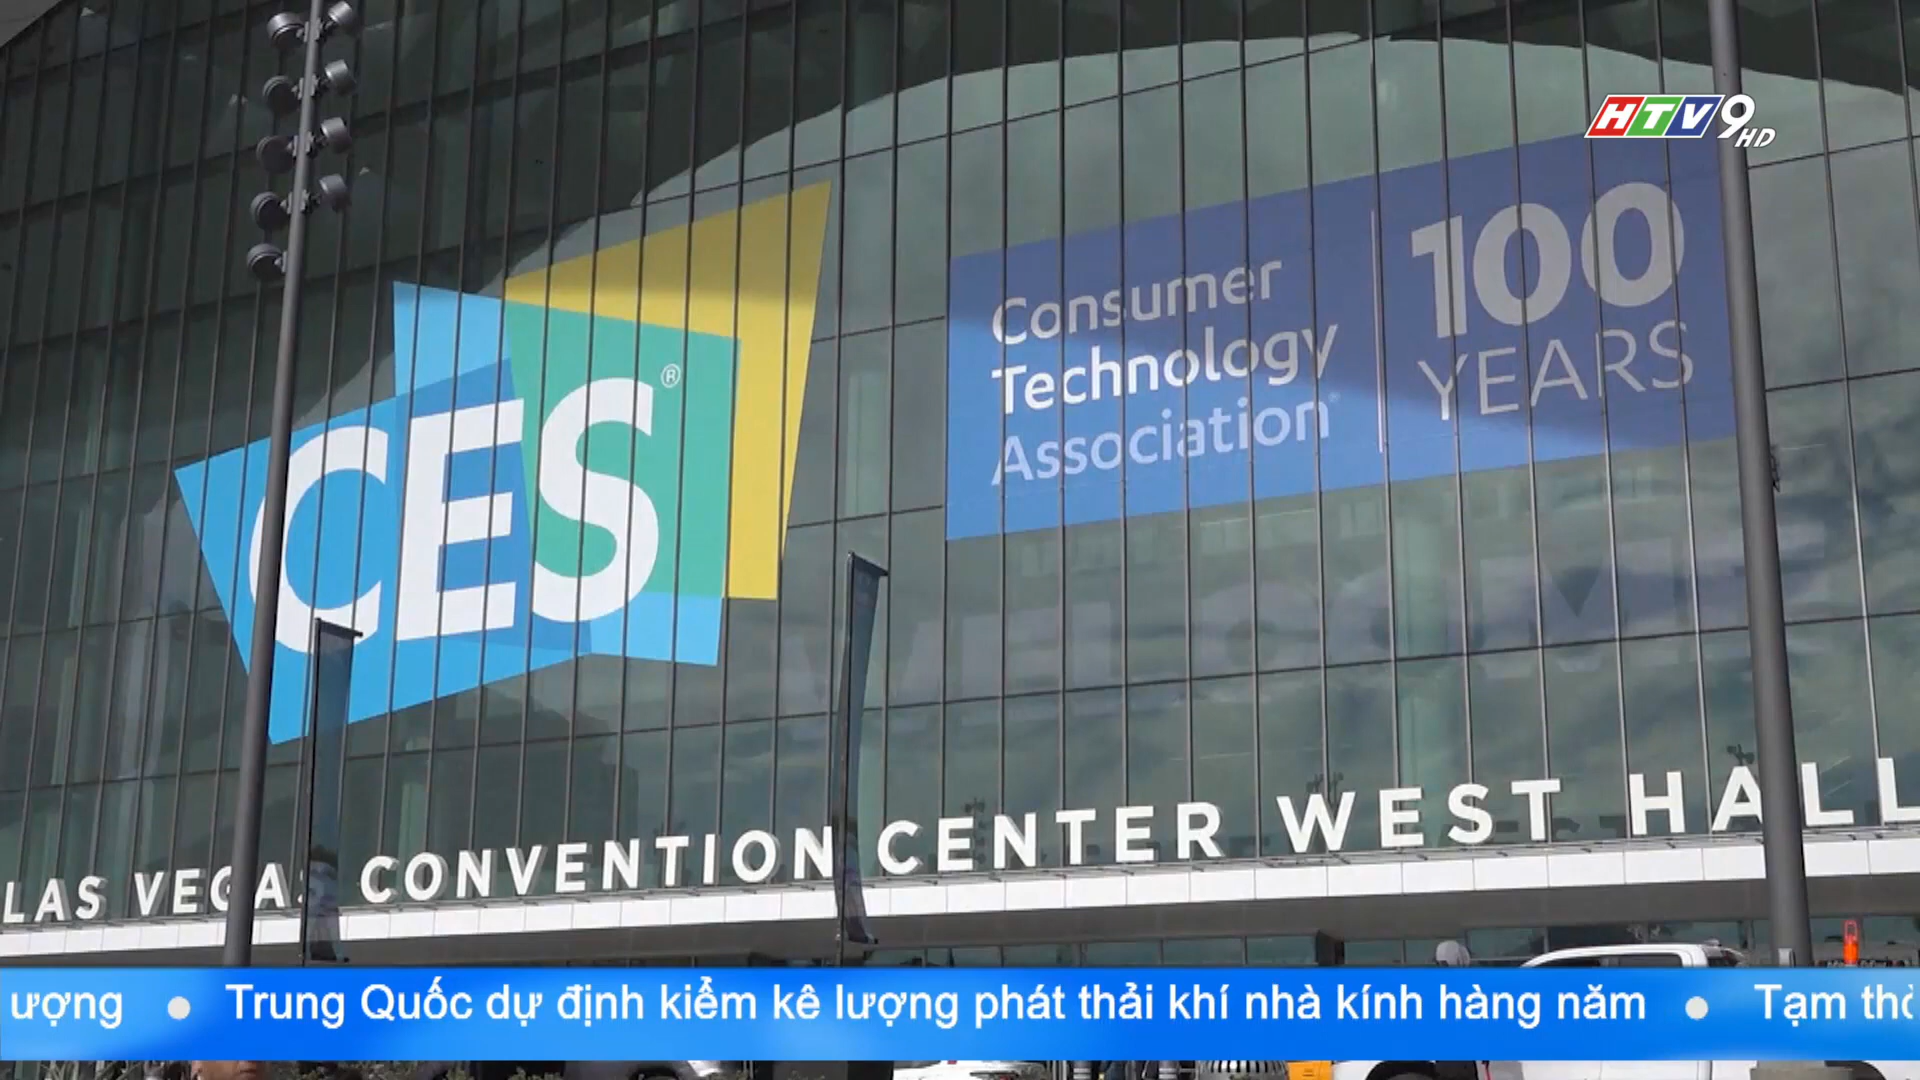 HTV9 HD
CES®
Consumer
Technology
Association
100
YEARS
WELCOME
LAS VEGAS CONVENTION CENTER WEST HALL
ượng • Trung Quốc dự định kiểm kê lượng phát thải khí nhà kính hàng năm • Tạm